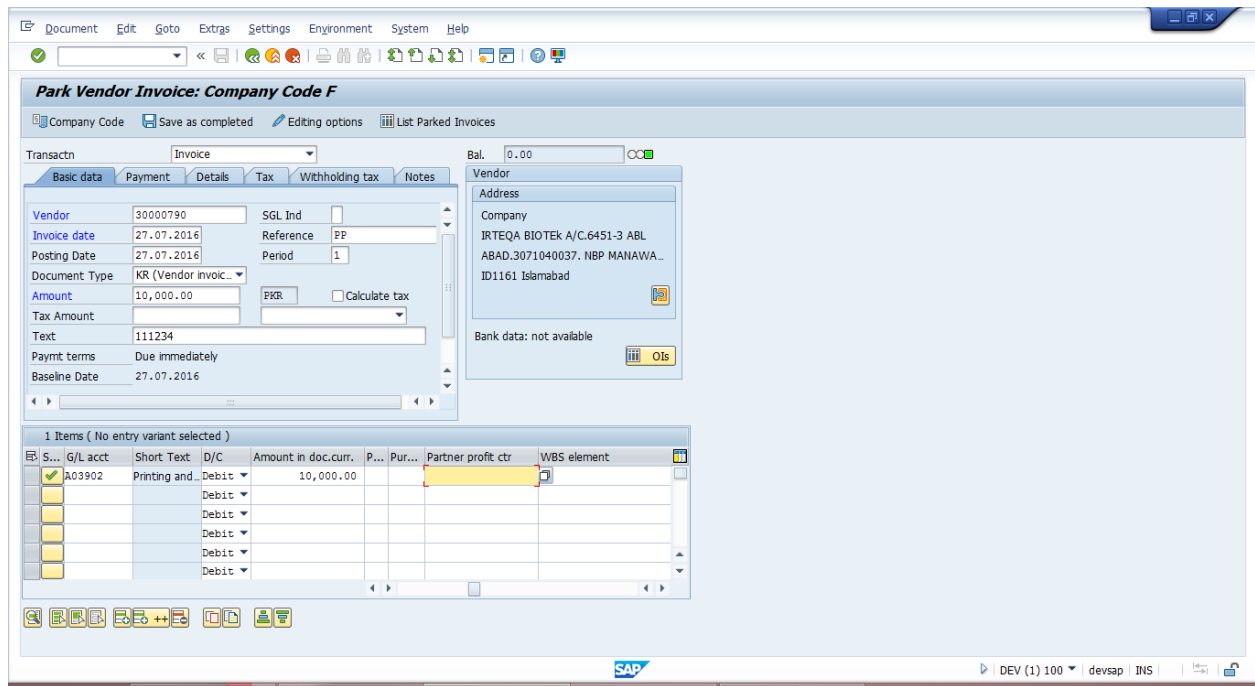 Document Edit Goto Extras Settings Environment System Help
Park Vendor Invoice: Company Code F
Company Code Save as completed Editing options List Parked Invoices
Transactn Invoice Bal. 0.00
Basic data Payment Details Tax Withholding tax Notes Vendor
Address
Vendor 30000790 SGL Ind Company
Invoice date 27.07.2016 Reference PP IRTEQA BIOTEk A/C.6451-3 ABL
Posting Date 27.07.2016 Period 1 ABAD.3071040037. NBP MANAWA...
Document Type KR (Vendor invoic... ID1161 Islamabad
Amount 10,000.00 PKR Calculate tax
Tax Amount
Text 111234 Bank data: not available
Paymt terms Due immediately OIs
Baseline Date 27.07.2016
1 Items ( No entry variant selected )
S... G/L acct Short Text D/C Amount in doc.curr. P... Pur... Partner profit ctr WBS element
A03902 Printing and... Debit 10,000.00
Debit
Debit
Debit
Debit
Debit
SAP DEV (1) 100 devsap INS